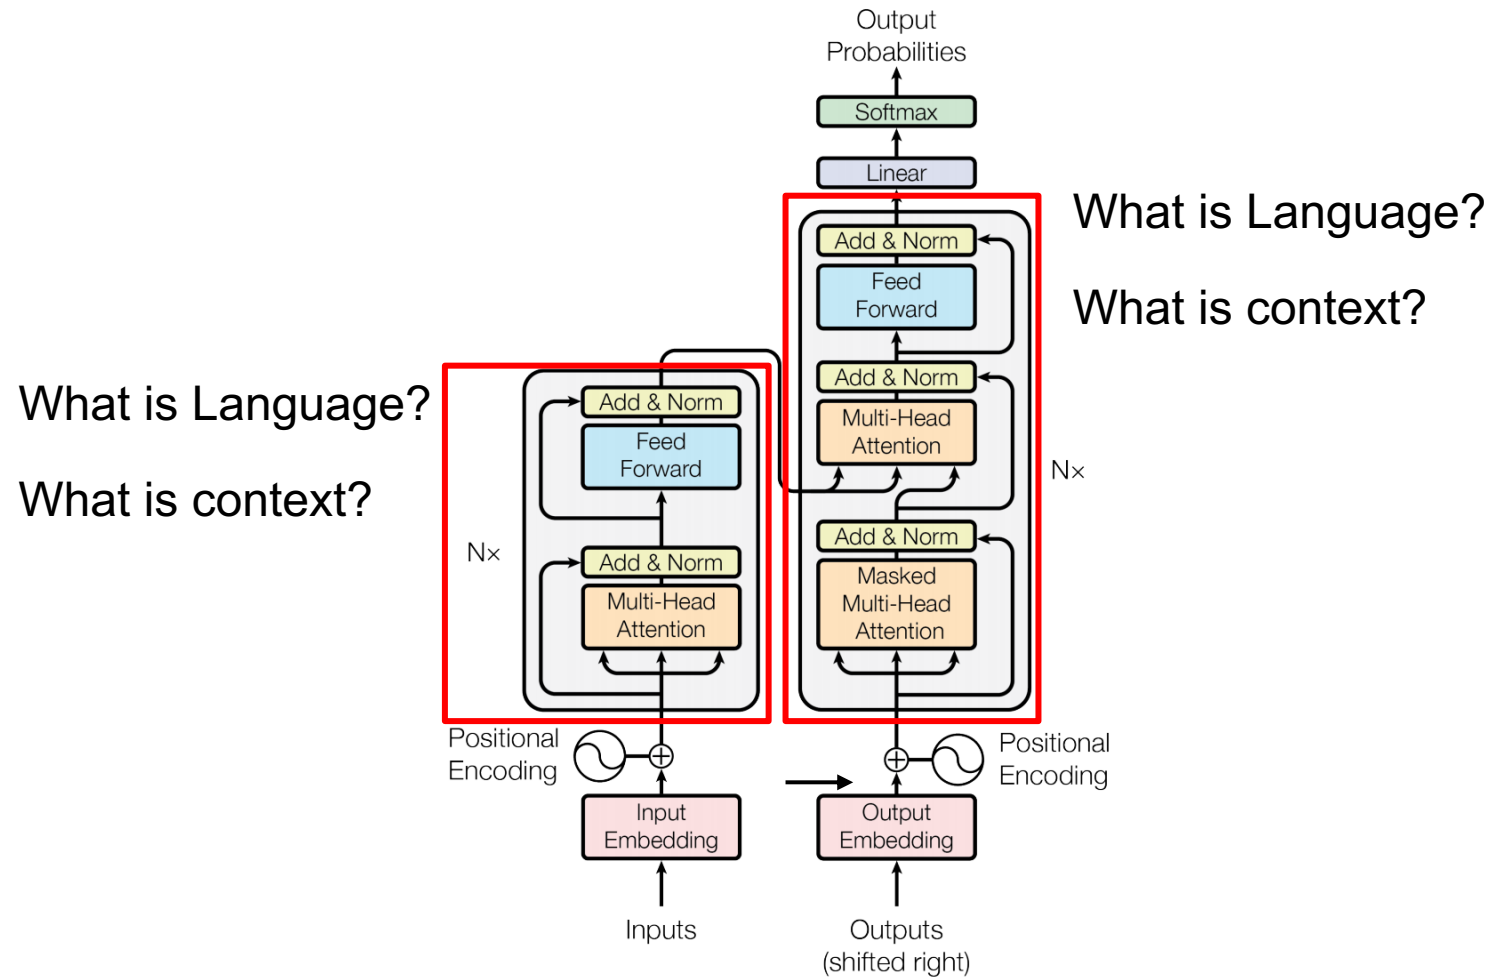 Output
Probabilities
Softmax
Linear
What is Language?
What is context?
Add & Norm
Feed
Forward
Add & Norm
Multi-Head
Attention
N×
Add & Norm
Masked
Multi-Head
Attention
What is Language?
What is context?
Add & Norm
Feed
Forward
N×
Add & Norm
Multi-Head
Attention
Positional
Encoding
Positional
Encoding
Input
Embedding
Output
Embedding
Inputs
Outputs
(shifted right)